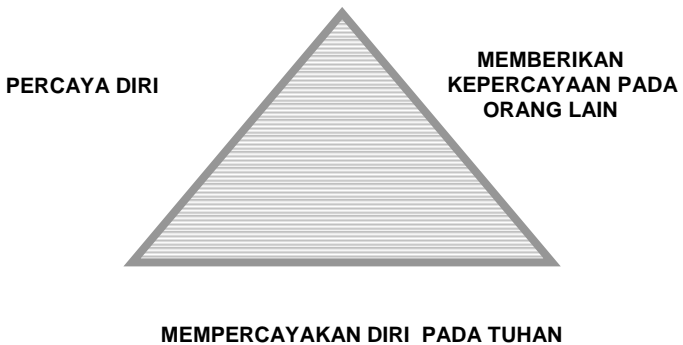 PERCAYA DIRI
MEMBERIKAN
KEPERCAYAAN PADA
ORANG LAIN
MEMPERCAYAKAN DIRI PADA TUHAN